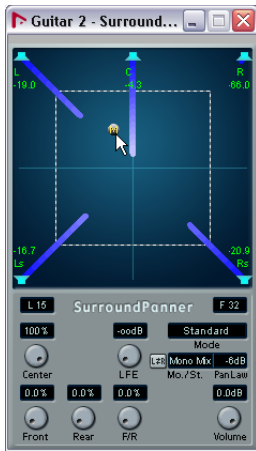 Guitar 2 - Surround...
L C R
-19.0 -4.3 -66.0
-16.7 -20.9
Ls Rs
L 15 SurroundPanner F 32
100% -oodB Standard
Mode
Center LFE L≠R Mono Mix -6dB
Mo./St. PanLaw
0.0% 0.0% 0.0% 0.0dB
Front Rear F/R Volume